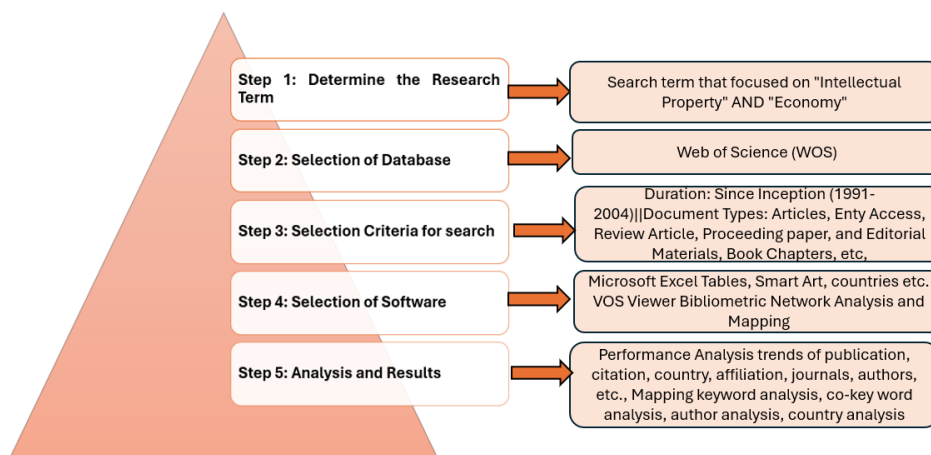 Step 1: Determine the Research
Term
Search term that focused on "Intellectual
Property" AND "Economy"
Step 2: Selection of Database
Web of Science (WOS)
Step 3: Selection Criteria for search
Duration: Since Inception (1991-
2004)||Document Types: Articles, Enty Access,
Review Article, Proceeding paper, and Editorial
Materials, Book Chapters, etc,
Step 4: Selection of Software
Microsoft Excel Tables, Smart Art, countries etc.
VOS Viewer Bibliometric Network Analysis and
Mapping
Step 5: Analysis and Results
Performance Analysis trends of publication,
citation, country, affiliation, journals, authors,
etc., Mapping keyword analysis, co-key word
analysis, author analysis, country analysis